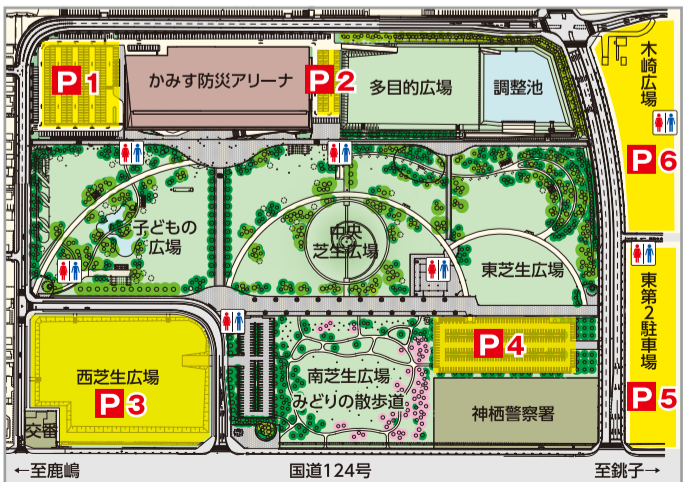 P1
かみす防災アリーナ
P2
多目的広場
調整池
木崎広場
P6
子どもの
広場
中央
芝生広場
東芝生広場
東第2駐車場
P5
西芝生広場
P3
交番
南芝生広場
みどりの散歩道
P4
神栖警察署
←至鹿嶋
国道124号
至銚子→